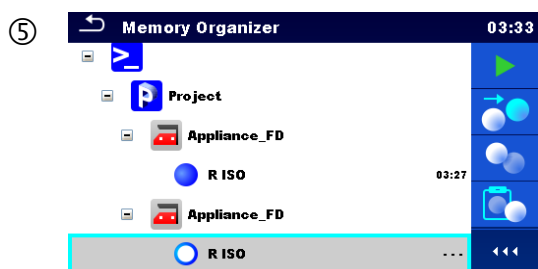 ⑤
Memory Organizer 03:33
>_
P Project
Appliance_FD
R ISO 03:27
Appliance_FD
R ISO ---